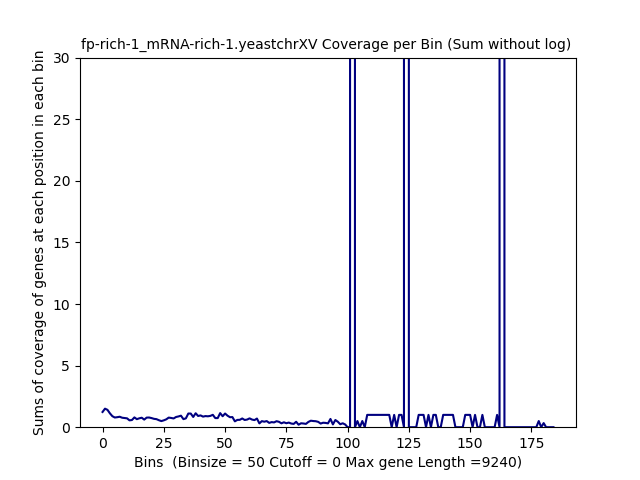 fp-rich-1_mRNA-rich-1.yeastchrXV Coverage per Bin (Sum without log)
Sums of coverage of genes at each position in each bin
30
25
20
15
10
5
0
0 25 50 75 100 125 150 175
Bins  (Binsize = 50 Cutoff = 0 Max gene Length =9240)